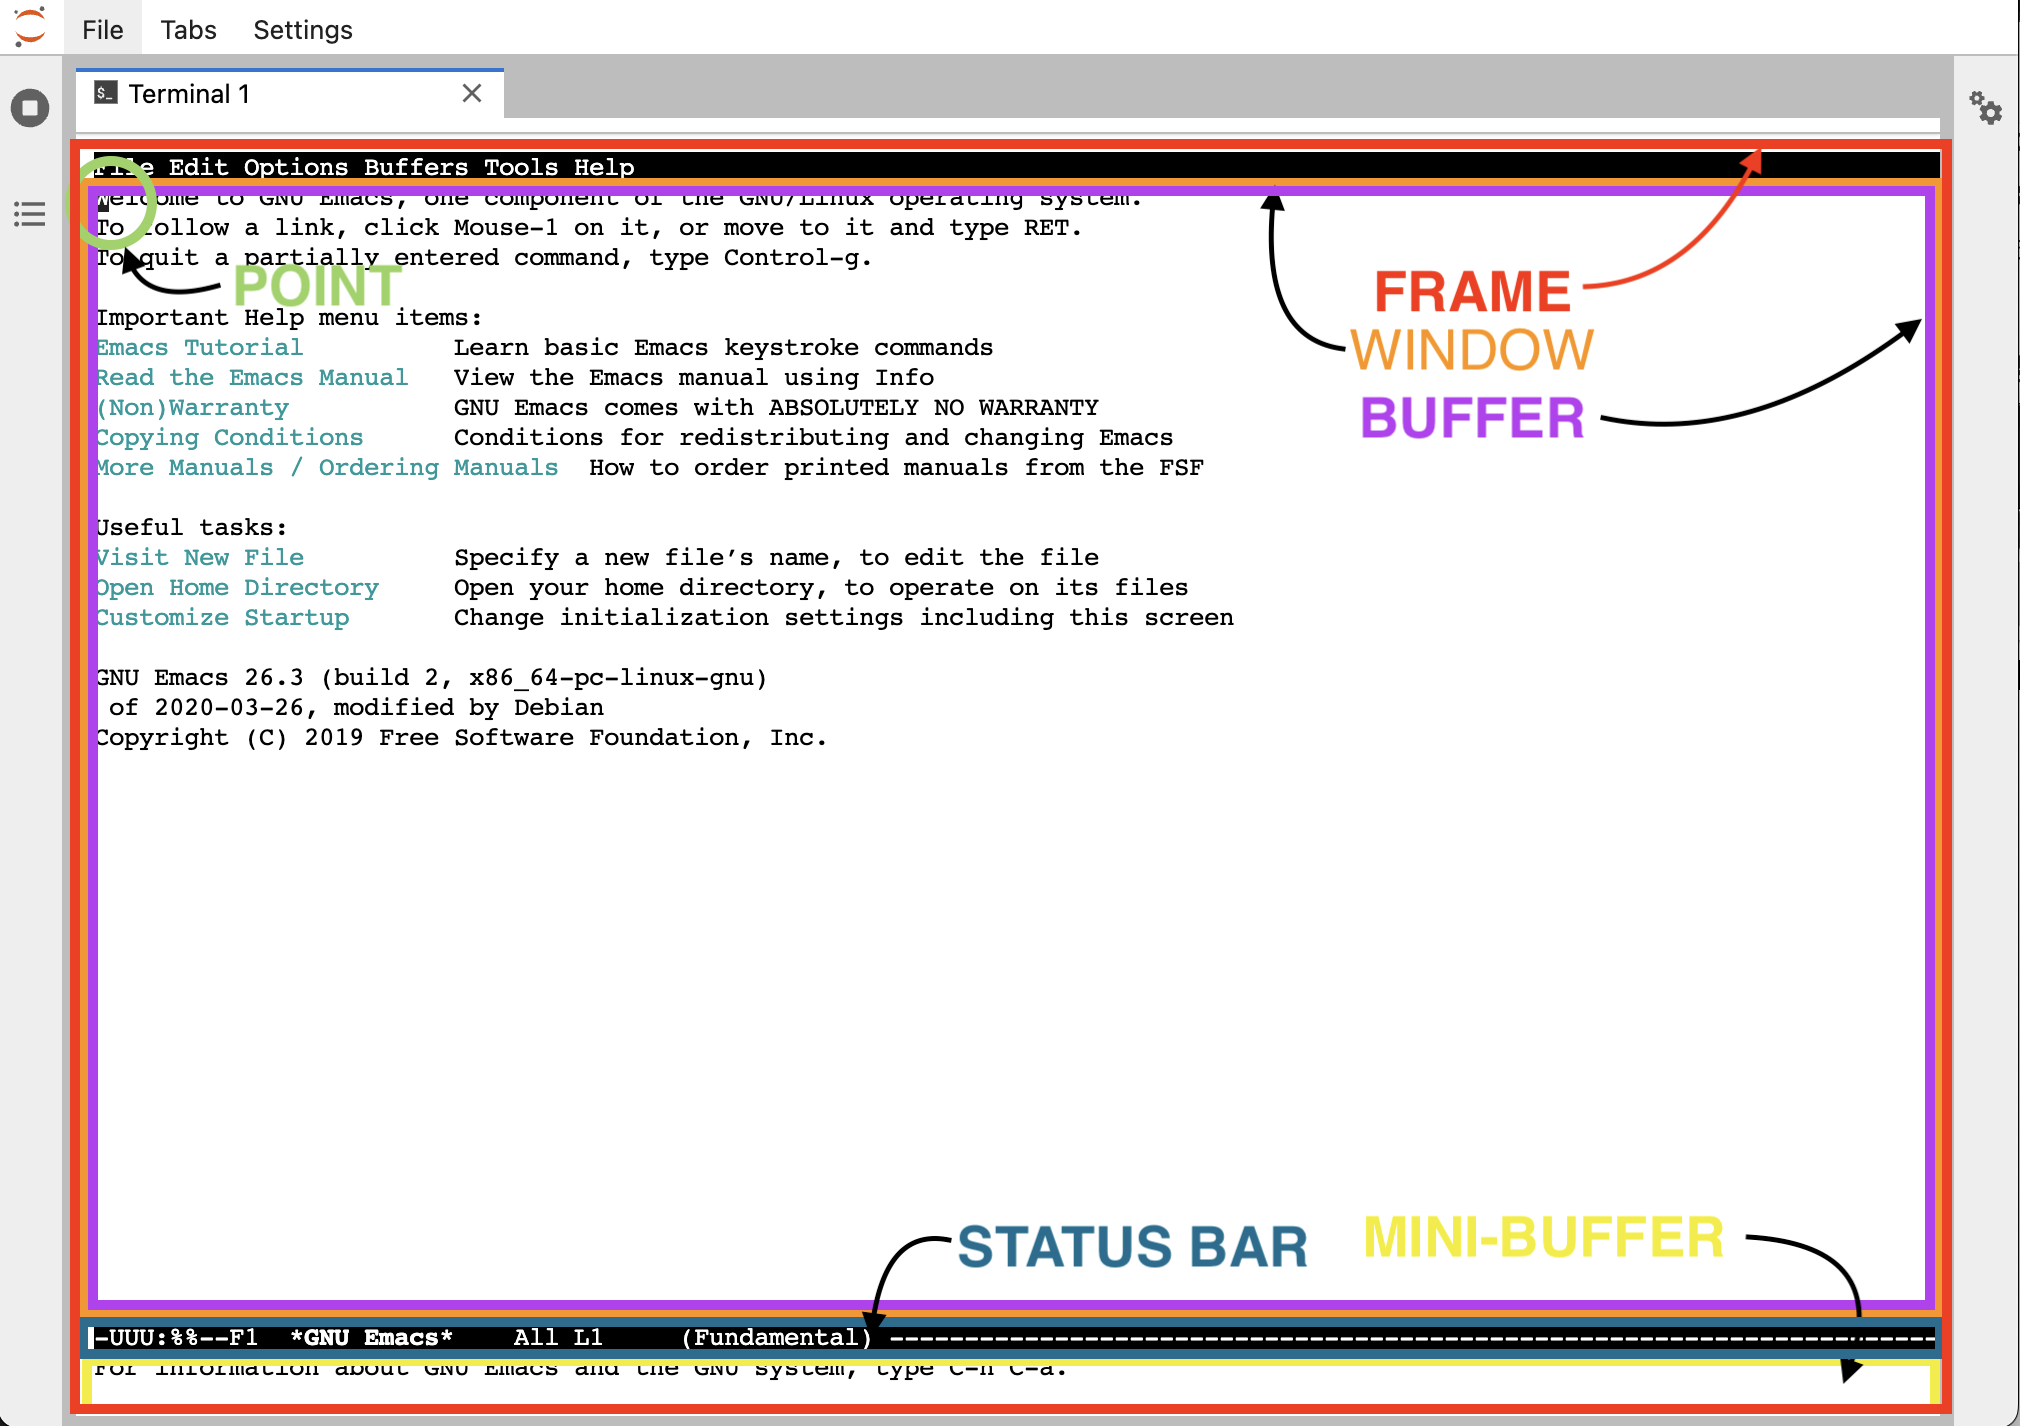 File Tabs Settings
$_ Terminal 1
File Edit Options Buffers Tools Help
Welcome to GNU Emacs, one component of the GNU/Linux operating system.
To follow a link, click Mouse-1 on it, or move to it and type RET.
To quit a partially entered command, type Control-g.
POINT
FRAME
WINDOW
BUFFER
Important Help menu items:
Emacs Tutorial Learn basic Emacs keystroke commands
Read the Emacs Manual View the Emacs manual using Info
(Non)Warranty GNU Emacs comes with ABSOLUTELY NO WARRANTY
Copying Conditions Conditions for redistributing and changing Emacs
More Manuals / Ordering Manuals How to order printed manuals from the FSF
Useful tasks:
Visit New File Specify a new file’s name, to edit the file
Open Home Directory Open your home directory, to operate on its files
Customize Startup Change initialization settings including this screen
GNU Emacs 26.3 (build 2, x86_64-pc-linux-gnu)
of 2020-03-26, modified by Debian
Copyright (C) 2019 Free Software Foundation, Inc.
STATUS BAR MINI-BUFFER
-UUU:%%--F1 *GNU Emacs* All L1 (Fundamental) ----------------------------------------------------------------------
For information about GNU Emacs and the GNU system, type C-h C-a.